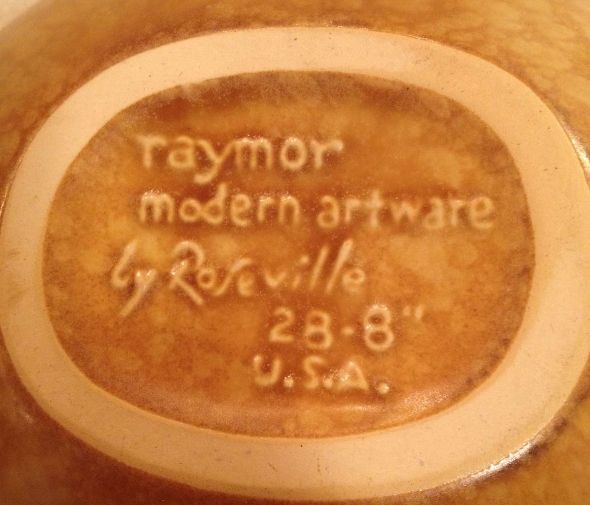 raymor
modern artware
by Roseville
28-8"
U.S.A.